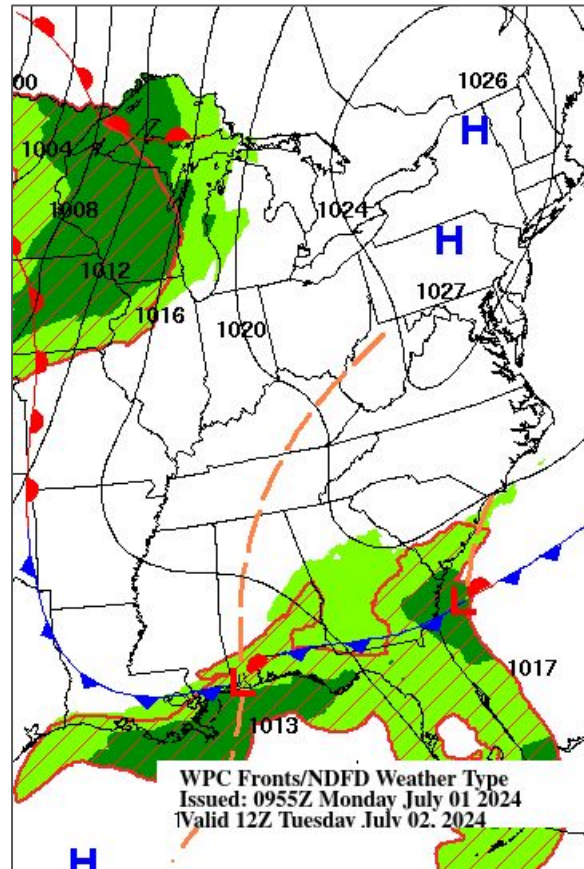 1026
H
00
1004
1024
1008
H
1012
1027
1016
1020
L
1017
L
1013
WPC Fronts/NDFD Weather Type
Issued: 0955Z Monday July 01 2024
Valid 12Z Tuesday July 02, 2024
H